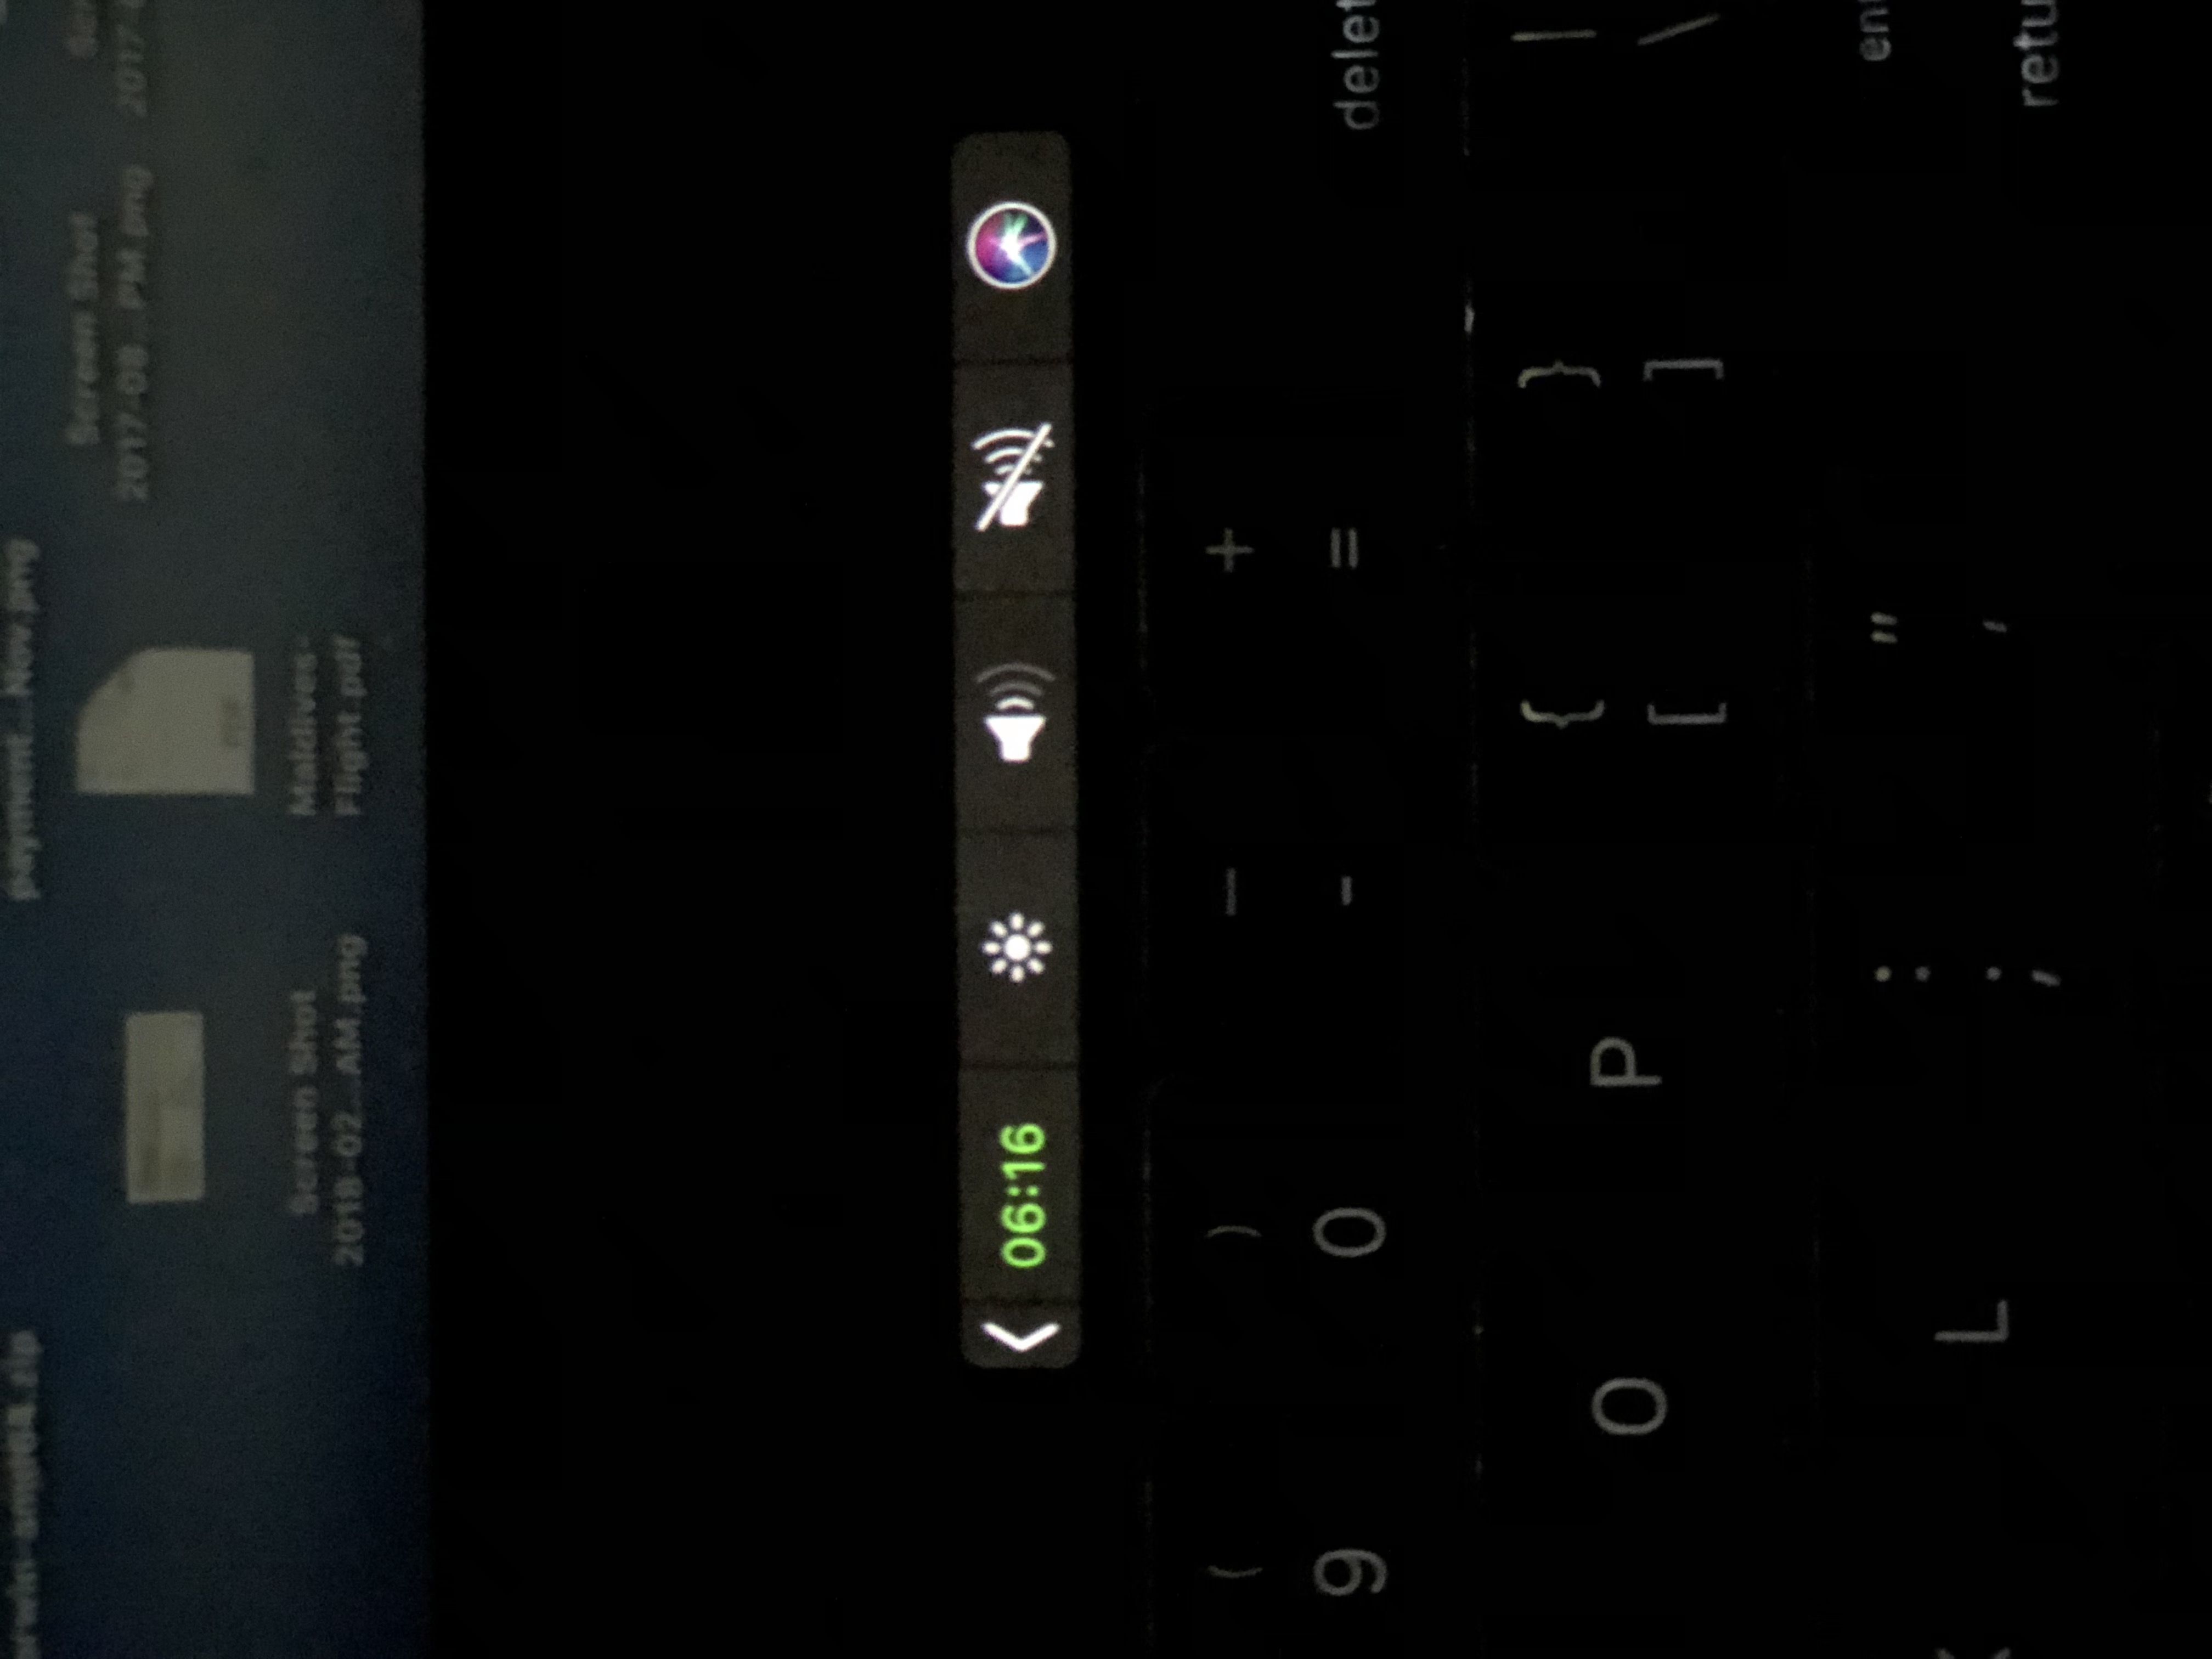 payment...Nov.png
Screen Shot
2017-08...PM.png
Screen Shot
2018-02...AM.png
Maldives-
Flight.pdf
PDF
06:16
( ) — +
9 0 - =
delet
{ } |
O P [ ] \
: "
L ; '
ent
retu